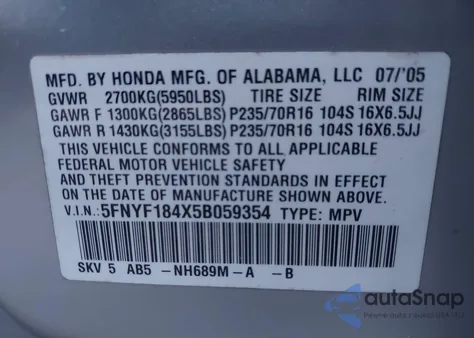 MFD. BY HONDA MFG. OF ALABAMA, LLC 07/'05
GVWR 2700KG(5950LBS) TIRE SIZE RIM SIZE
GAWR F 1300KG(2865LBS) P235/70R16 104S 16X6.5JJ
GAWR R 1430KG(3155LBS) P235/70R16 104S 16X6.5JJ
THIS VEHICLE CONFORMS TO ALL APPLICABLE
FEDERAL MOTOR VEHICLE SAFETY
AND THEFT PREVENTION STANDARDS IN EFFECT
ON THE DATE OF MANUFACTURE SHOWN ABOVE.
V.I.N.: 5FNYF184X5B059354 TYPE: MPV
SKV 5 AB5 -NH689M-A -B
autoSnap